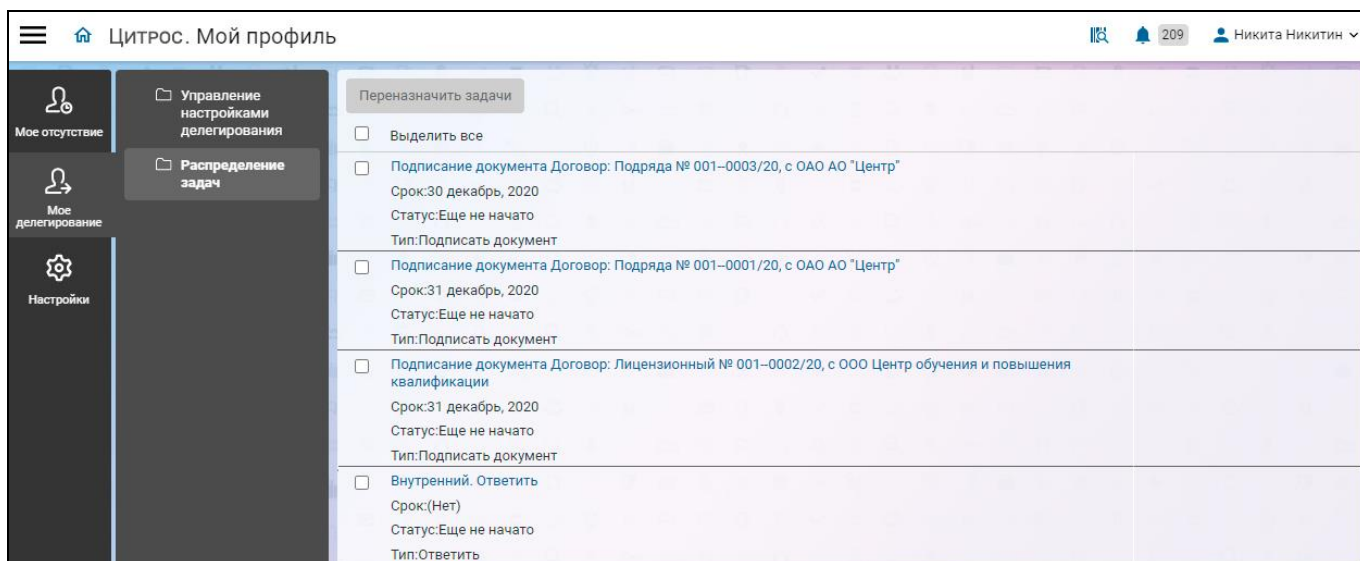 Цитрос. Мой профиль
209
Никита Никитин
Мое отсутствие
Мое
делегирование
Настройки
Управление
настройками
делегирования
Распределение
задач
Переназначить задачи
Выделить все
Подписание документа Договор: Подряда № 001--0003/20, с ОАО АО "Центр"
Срок:30 декабрь, 2020
Статус:Еще не начато
Тип:Подписать документ
Подписание документа Договор: Подряда № 001--0001/20, с ОАО АО "Центр"
Срок:31 декабрь, 2020
Статус:Еще не начато
Тип:Подписать документ
Подписание документа Договор: Лицензионный № 001--0002/20, с ООО Центр обучения и повышения
квалификации
Срок:31 декабрь, 2020
Статус:Еще не начато
Тип:Подписать документ
Внутренний. Ответить
Срок:(Нет)
Статус:Еще не начато
Тип:Ответить